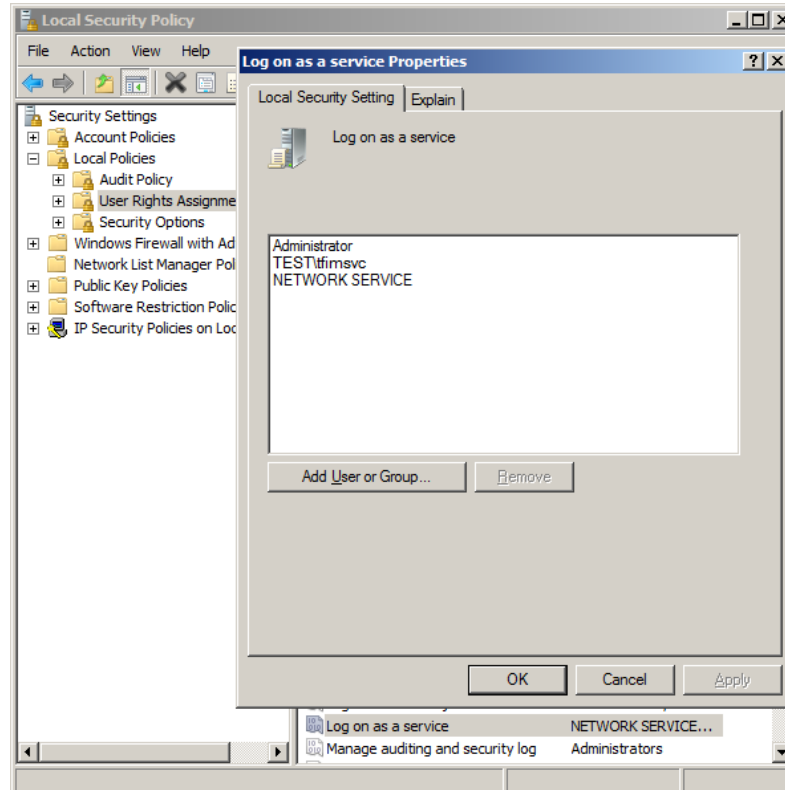 Local Security Policy
File Action View Help
Security Settings
Account Policies
Local Policies
Audit Policy
User Rights Assignme
Security Options
Windows Firewall with Ad
Network List Manager Pol
Public Key Policies
Software Restriction Polic
IP Security Policies on Loc
Log on as a service Properties
Local Security Setting Explain
Log on as a service
Administrator
TEST\tfimsvc
NETWORK SERVICE
Add User or Group... Remove
OK Cancel Apply
Log on as a service NETWORK SERVICE...
Manage auditing and security log Administrators